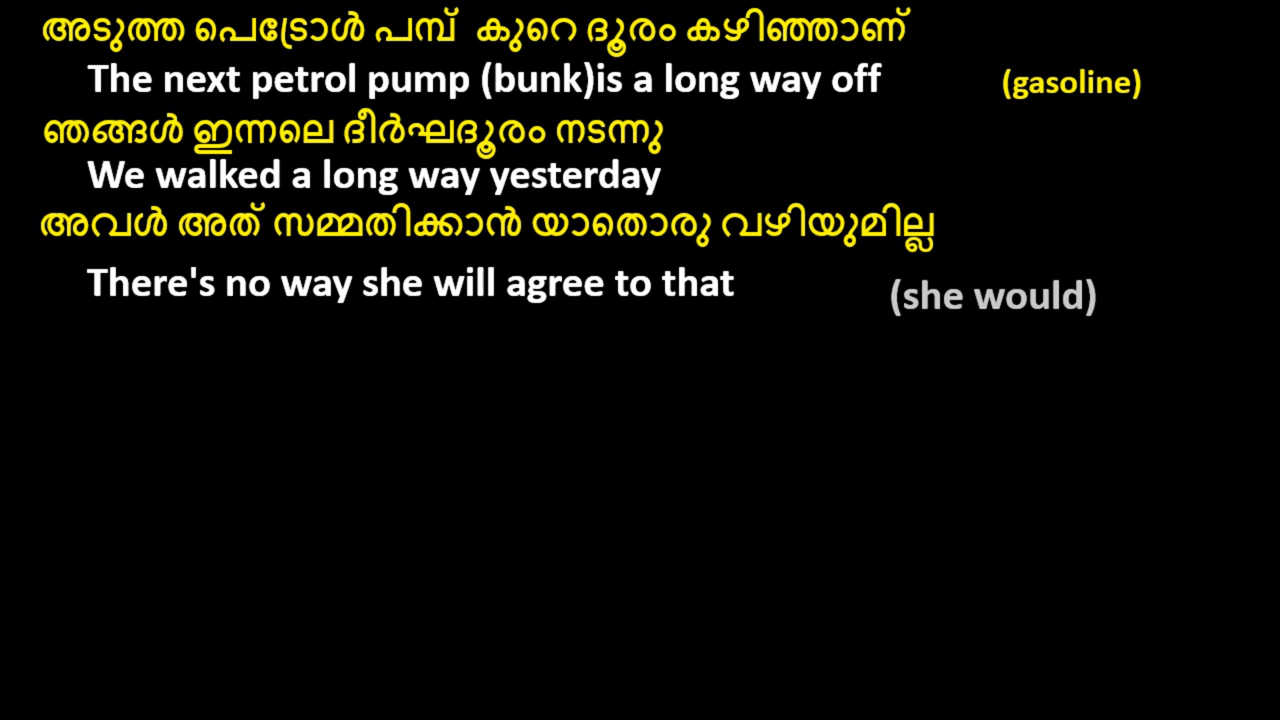 അടുത്ത പെട്രോൾ പമ്പ് കുറെ ദൂരം കഴിഞ്ഞാണ്
The next petrol pump (bunk)is a long way off (gasoline)
ഞങ്ങൾ ഇന്നലെ ദീർഘദൂരം നടന്നു
We walked a long way yesterday
അവൾ അത് സമ്മതിക്കാൻ യാതൊരു വഴിയുമില്ല
There's no way she will agree to that (she would)